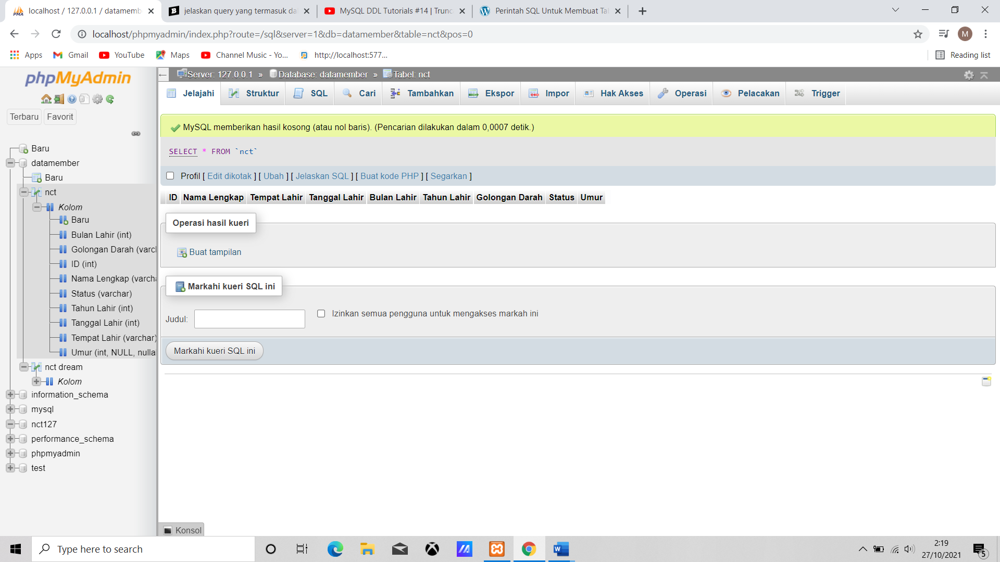 localhost / 127.0.0.1 / datamemb
jelaskan query yang termasuk da
MySQL DDL Tutorials #14 | Trunc
Perintah SQL Untuk Membuat Ta
localhost/phpmyadmin/index.php?route=/sql&server=1&db=datamember&table=nct&pos=0
M
Apps
Gmail
YouTube
Maps
Channel Music - Yo...
http://localhost:577...
Reading list
phpMyAdmin
Terbaru
Favorit
Baru
datamember
Baru
nct
Kolom
Baru
Bulan Lahir (int)
Golongan Darah (varch
ID (int)
Nama Lengkap (varcha
Status (varchar)
Tahun Lahir (int)
Tanggal Lahir (int)
Tempat Lahir (varchar)
Umur (int, NULL, nulla
nct dream
Kolom
information_schema
mysql
nct127
performance_schema
phpmyadmin
test
Server: 127.0.0.1 » Database: datamember » Tabel: nct
Jelajahi
Struktur
SQL
Cari
Tambahkan
Ekspor
Impor
Hak Akses
Operasi
Pelacakan
Trigger
MySQL memberikan hasil kosong (atau nol baris). (Pencarian dilakukan dalam 0,0007 detik.)
SELECT * FROM `nct`
Profil [ Edit dikotak ] [ Ubah ] [ Jelaskan SQL ] [ Buat kode PHP ] [ Segarkan ]
ID Nama Lengkap Tempat Lahir Tanggal Lahir Bulan Lahir Tahun Lahir Golongan Darah Status Umur
Operasi hasil kueri
Buat tampilan
Markahi kueri SQL ini
Judul:
Izinkan semua pengguna untuk mengakses markah ini
Markahi kueri SQL ini
Konsol
Type here to search
2:19
27/10/2021
5